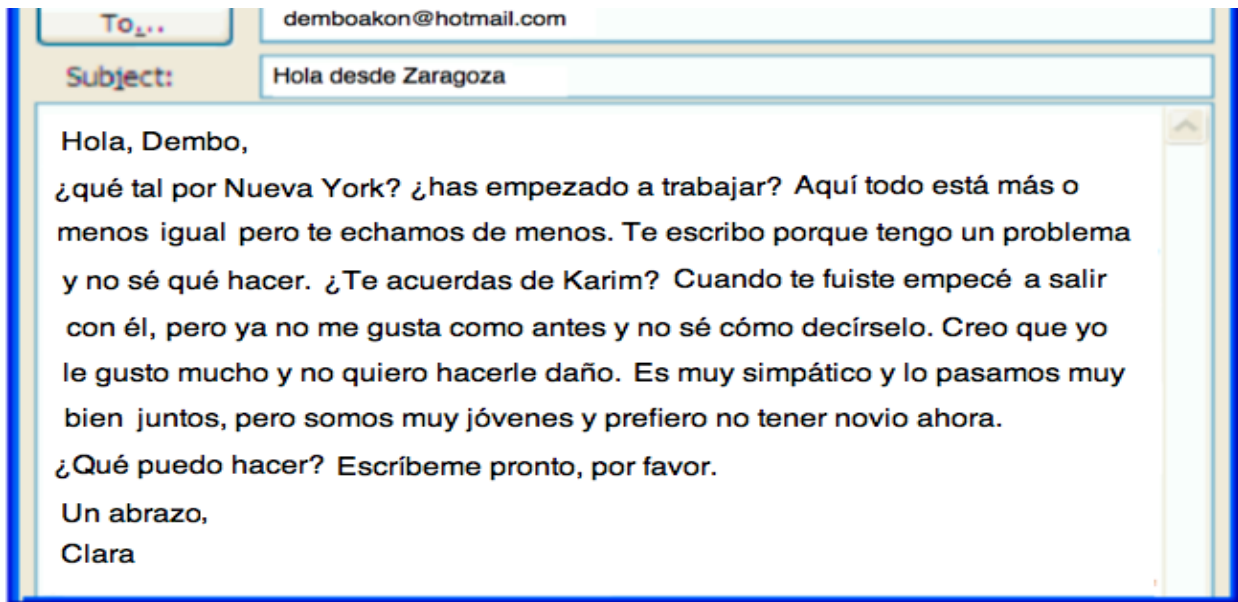 To...
demboakon@hotmail.com
Subject:
Hola desde Zaragoza
Hola, Dembo,
¿qué tal por Nueva York? ¿has empezado a trabajar? Aquí todo está más o
menos igual pero te echamos de menos. Te escribo porque tengo un problema
y no sé qué hacer. ¿Te acuerdas de Karim? Cuando te fuiste empecé a salir
con él, pero ya no me gusta como antes y no sé cómo decírselo. Creo que yo
le gusto mucho y no quiero hacerle daño. Es muy simpático y lo pasamos muy
bien juntos, pero somos muy jóvenes y prefiero no tener novio ahora.
¿Qué puedo hacer? Escríbeme pronto, por favor.
Un abrazo,
Clara